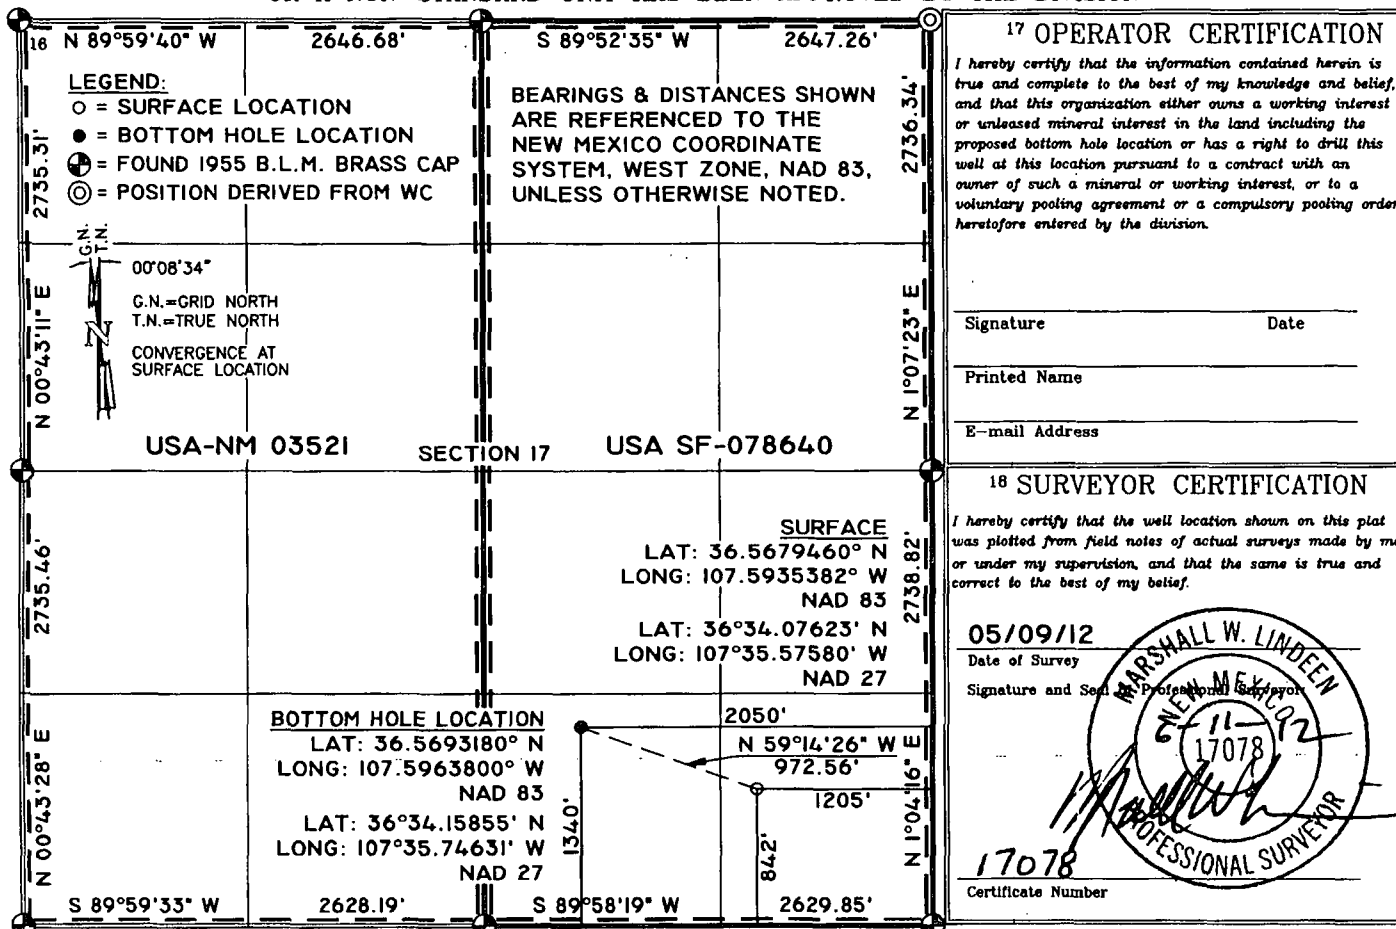 16
N 89°59'40" W 2646.68'
S 89°52'35" W 2647.26'
LEGEND:
○ = SURFACE LOCATION
● = BOTTOM HOLE LOCATION
= FOUND 1955 B.L.M. BRASS CAP
◎ = POSITION DERIVED FROM WC
BEARINGS & DISTANCES SHOWN
ARE REFERENCED TO THE
NEW MEXICO COORDINATE
SYSTEM, WEST ZONE, NAD 83,
UNLESS OTHERWISE NOTED.
2735.31'
2736.34'
G.N.
T.N.
00°08'34"
G.N.=GRID NORTH
T.N.=TRUE NORTH
CONVERGENCE AT
SURFACE LOCATION
N
N 00°43'11" E
N 1°07'23" E
USA-NM 03521
SECTION 17
USA SF-078640
2735.46'
2738.82'
SURFACE
LAT: 36.5679460° N
LONG: 107.5935382° W
NAD 83
LAT: 36°34.07623' N
LONG: 107°35.57580' W
NAD 27
BOTTOM HOLE LOCATION
LAT: 36.5693180° N
LONG: 107.5963800° W
NAD 83
LAT: 36°34.15855' N
LONG: 107°35.74631' W
NAD 27
2050'
N 59°14'26" W
972.56'
1205'
1340'
842'
N 00°43'28" E
N 1°04'16" E
S 89°59'33" W 2628.19'
S 89°58'19" W 2629.85'
17 OPERATOR CERTIFICATION
I hereby certify that the information contained herein is
true and complete to the best of my knowledge and belief,
and that this organization either owns a working interest
or unleased mineral interest in the land including the
proposed bottom hole location or has a right to drill this
well at this location pursuant to a contract with an
owner of such a mineral or working interest, or to a
voluntary pooling agreement or a compulsory pooling order
heretofore entered by the division.
Signature Date
Printed Name
E-mail Address
18 SURVEYOR CERTIFICATION
I hereby certify that the well location shown on this plat
was plotted from field notes of actual surveys made by me
or under my supervision, and that the same is true and
correct to the best of my belief.
05/09/12
Date of Survey
Signature and Seal of Professional Surveyor
MARSHALL W. LINDEEN
NEW MEXICO
6-11-12
17078
PROFESSIONAL SURVEYOR
17078
Certificate Number